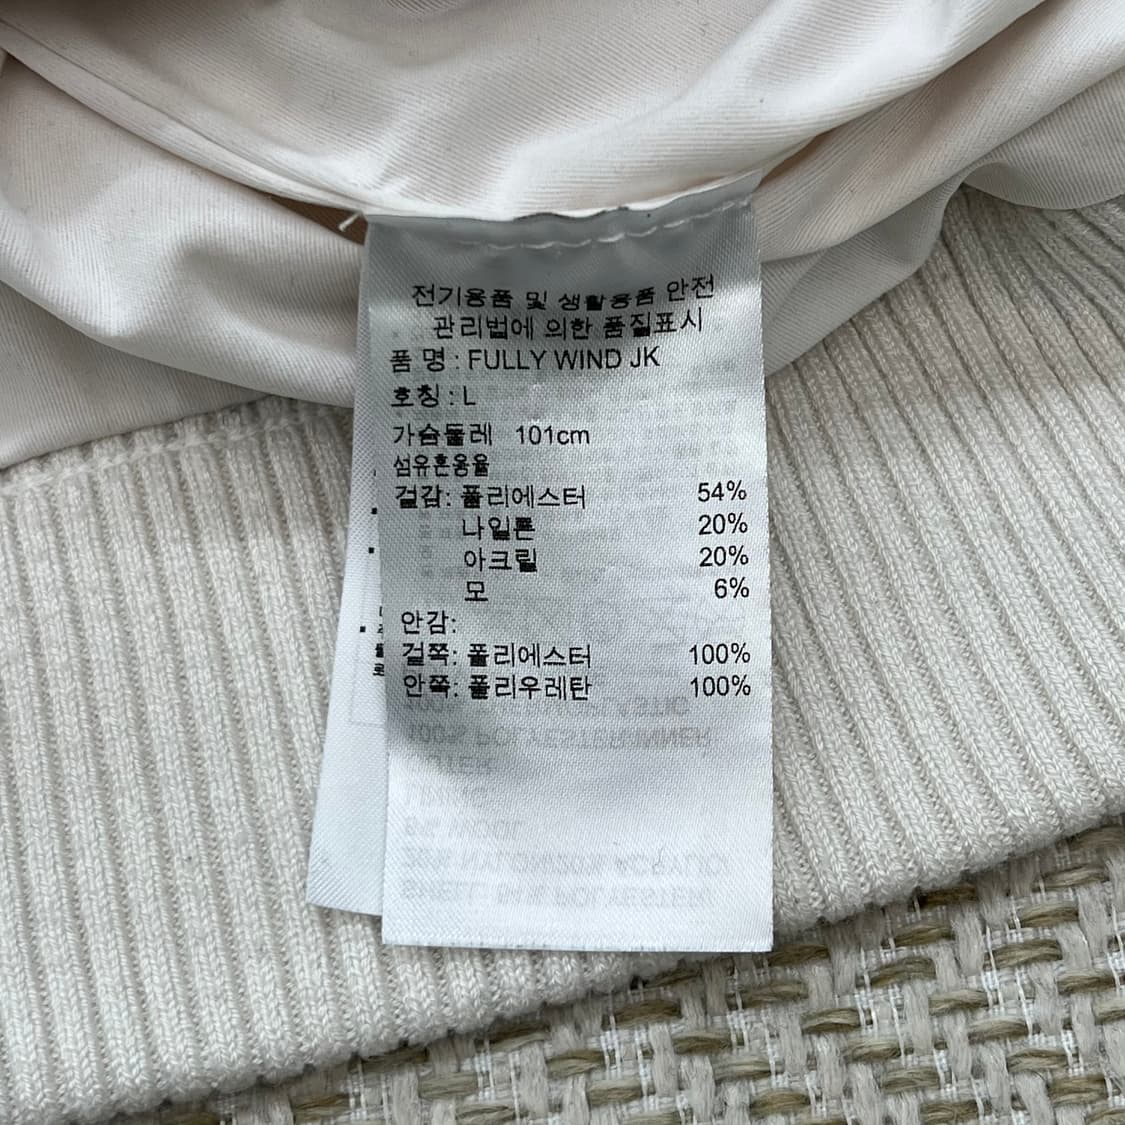 전기용품 및 생활용품 안전
관리법에 의한 품질표시
품 명 : FULLY WIND JK
호칭 : L
가슴둘레 101cm
섬유혼용율
겉감: 폴리에스터 54%
나일론 20%
아크릴 20%
모 6%
안감:
겉쪽: 폴리에스터 100%
안쪽: 폴리우레탄 100%